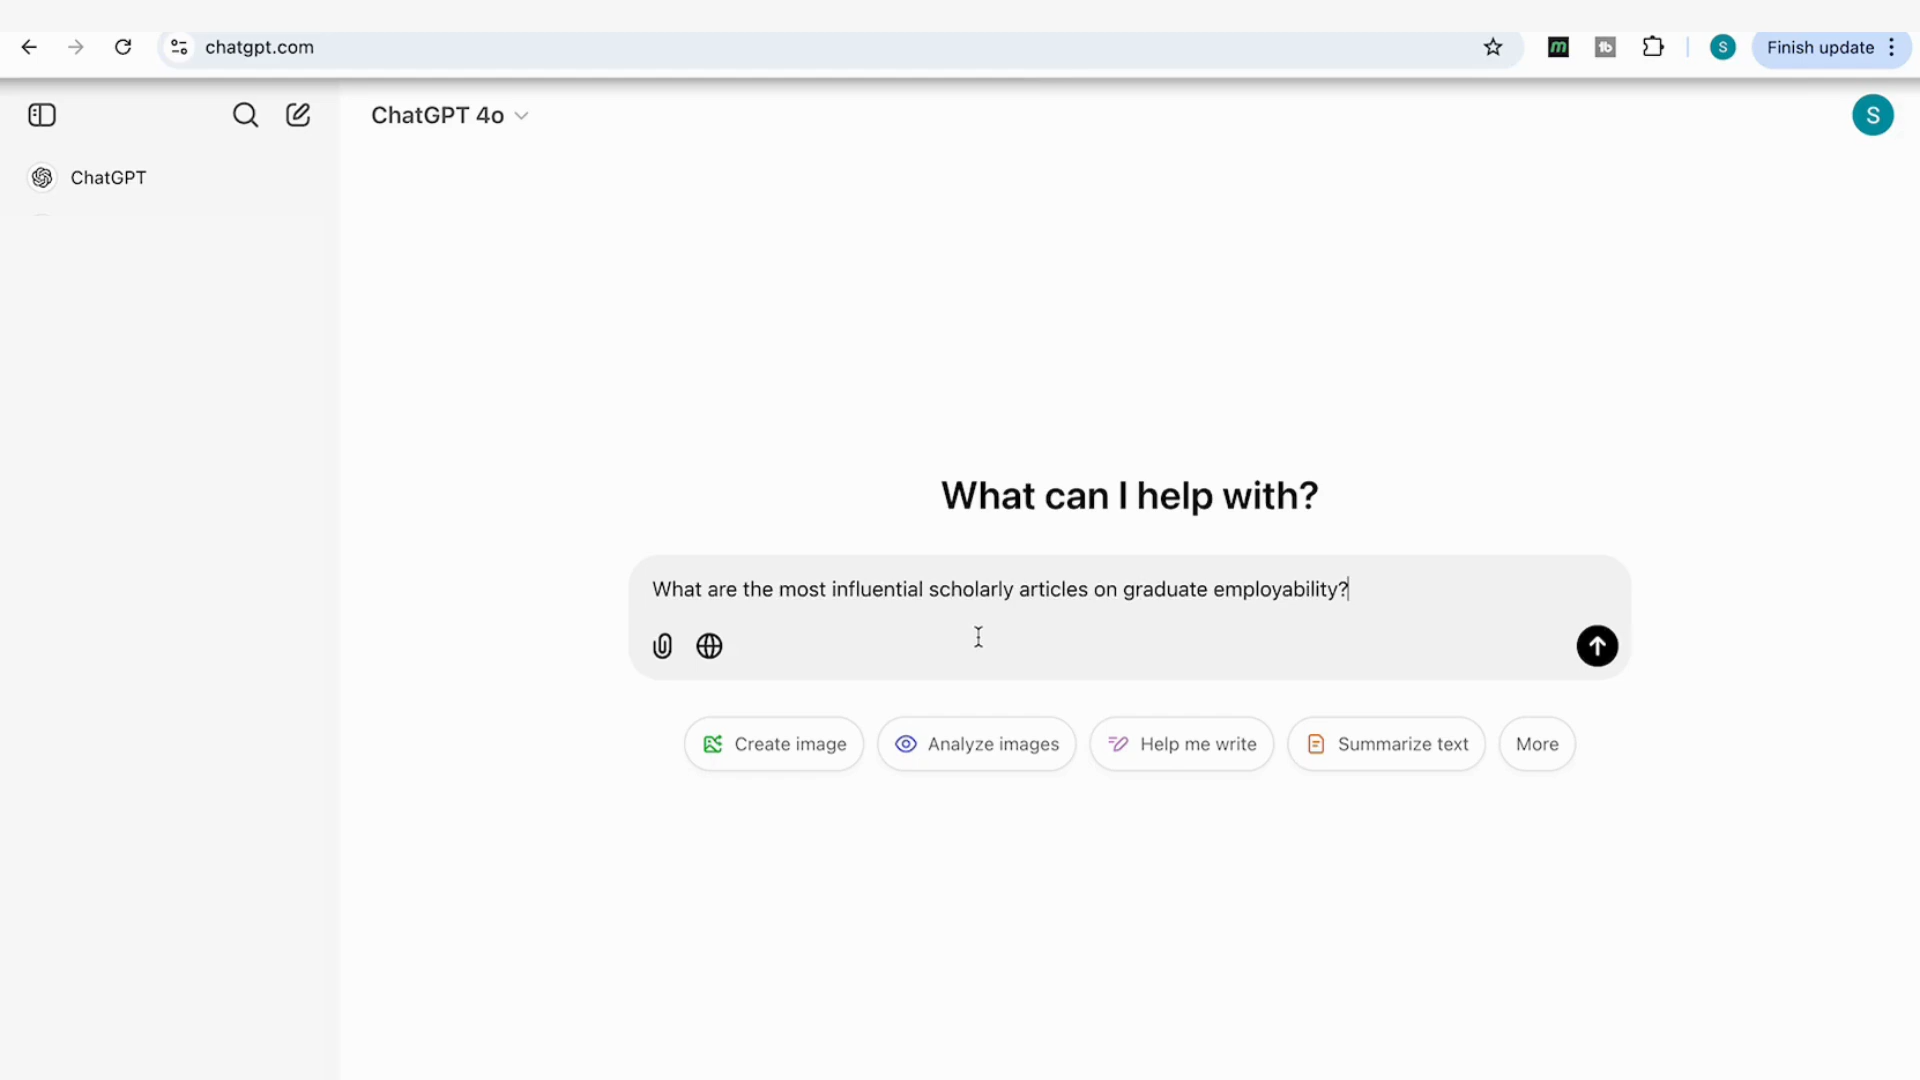 chatgpt.com
m
tb
S
Finish update
ChatGPT 4o
S
ChatGPT
What can I help with?
What are the most influential scholarly articles on graduate employability?
Create image
Analyze images
Help me write
Summarize text
More